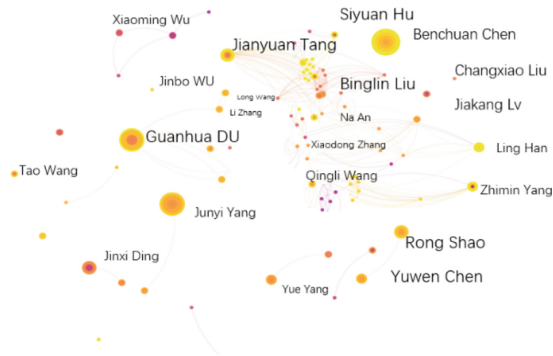 Siyuan Hu
Xiaoming Wu
Benchuan Chen
Jianyuan Tang
Changxiao Liu
Jinbo WU
Binglin Liu
Long Wang
Jiakang Lv
Li Zhang
Na An
Guanhua DU
Xiaodong Zhang
Ling Han
Tao Wang
Qingli Wang
Zhimin Yang
Junyi Yang
Rong Shao
Jinxi Ding
Yuwen Chen
Yue Yang